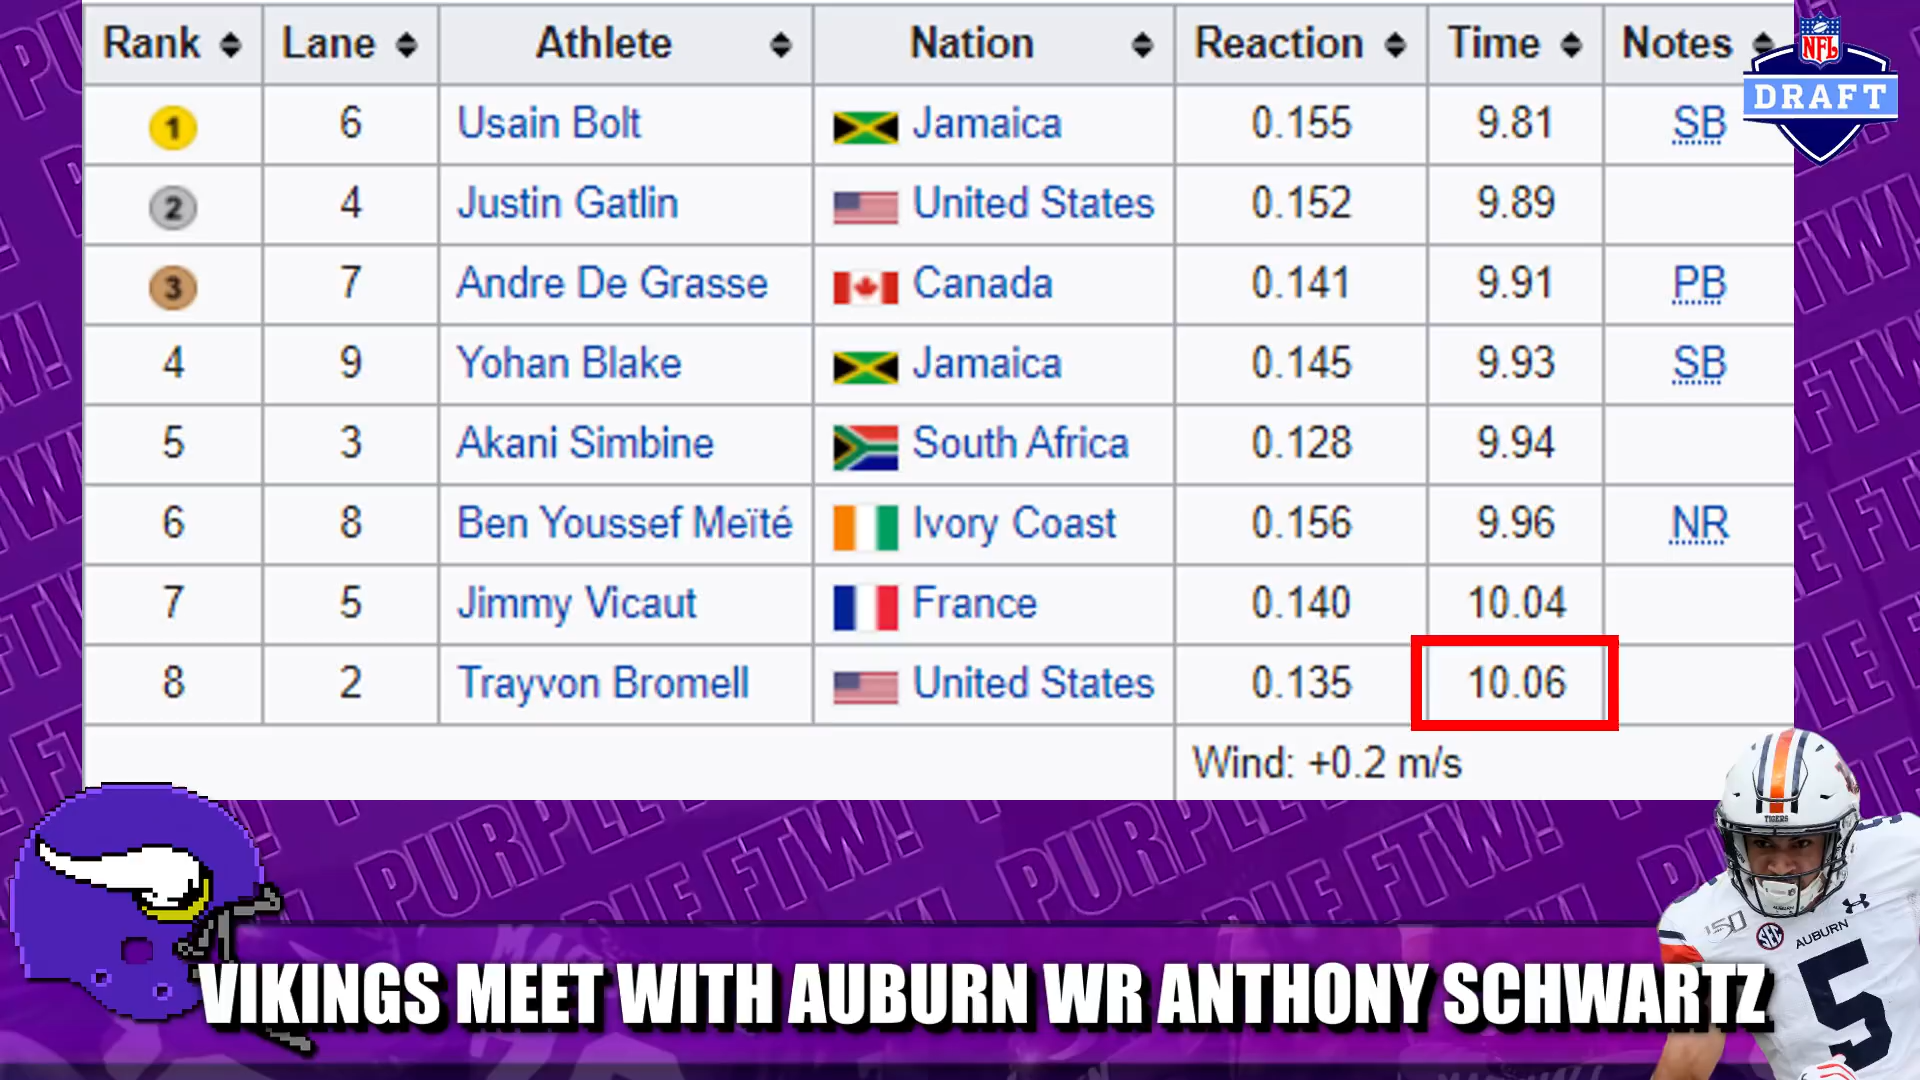 Rank Lane Athlete Nation Reaction Time Notes
1 6 Usain Bolt Jamaica 0.155 9.81 SB
2 4 Justin Gatlin United States 0.152 9.89
3 7 Andre De Grasse Canada 0.141 9.91 PB
4 9 Yohan Blake Jamaica 0.145 9.93 SB
5 3 Akani Simbine South Africa 0.128 9.94
6 8 Ben Youssef Meïté Ivory Coast 0.156 9.96 NR
7 5 Jimmy Vicaut France 0.140 10.04
8 2 Trayvon Bromell United States 0.135 10.06
Wind: +0.2 m/s
NFL
DRAFT
PURPLE FTW!
PURPLE FTW!
TIGERS
150
SEC
AUBURN
5
VIKINGS MEET WITH AUBURN WR ANTHONY SCHWARTZ